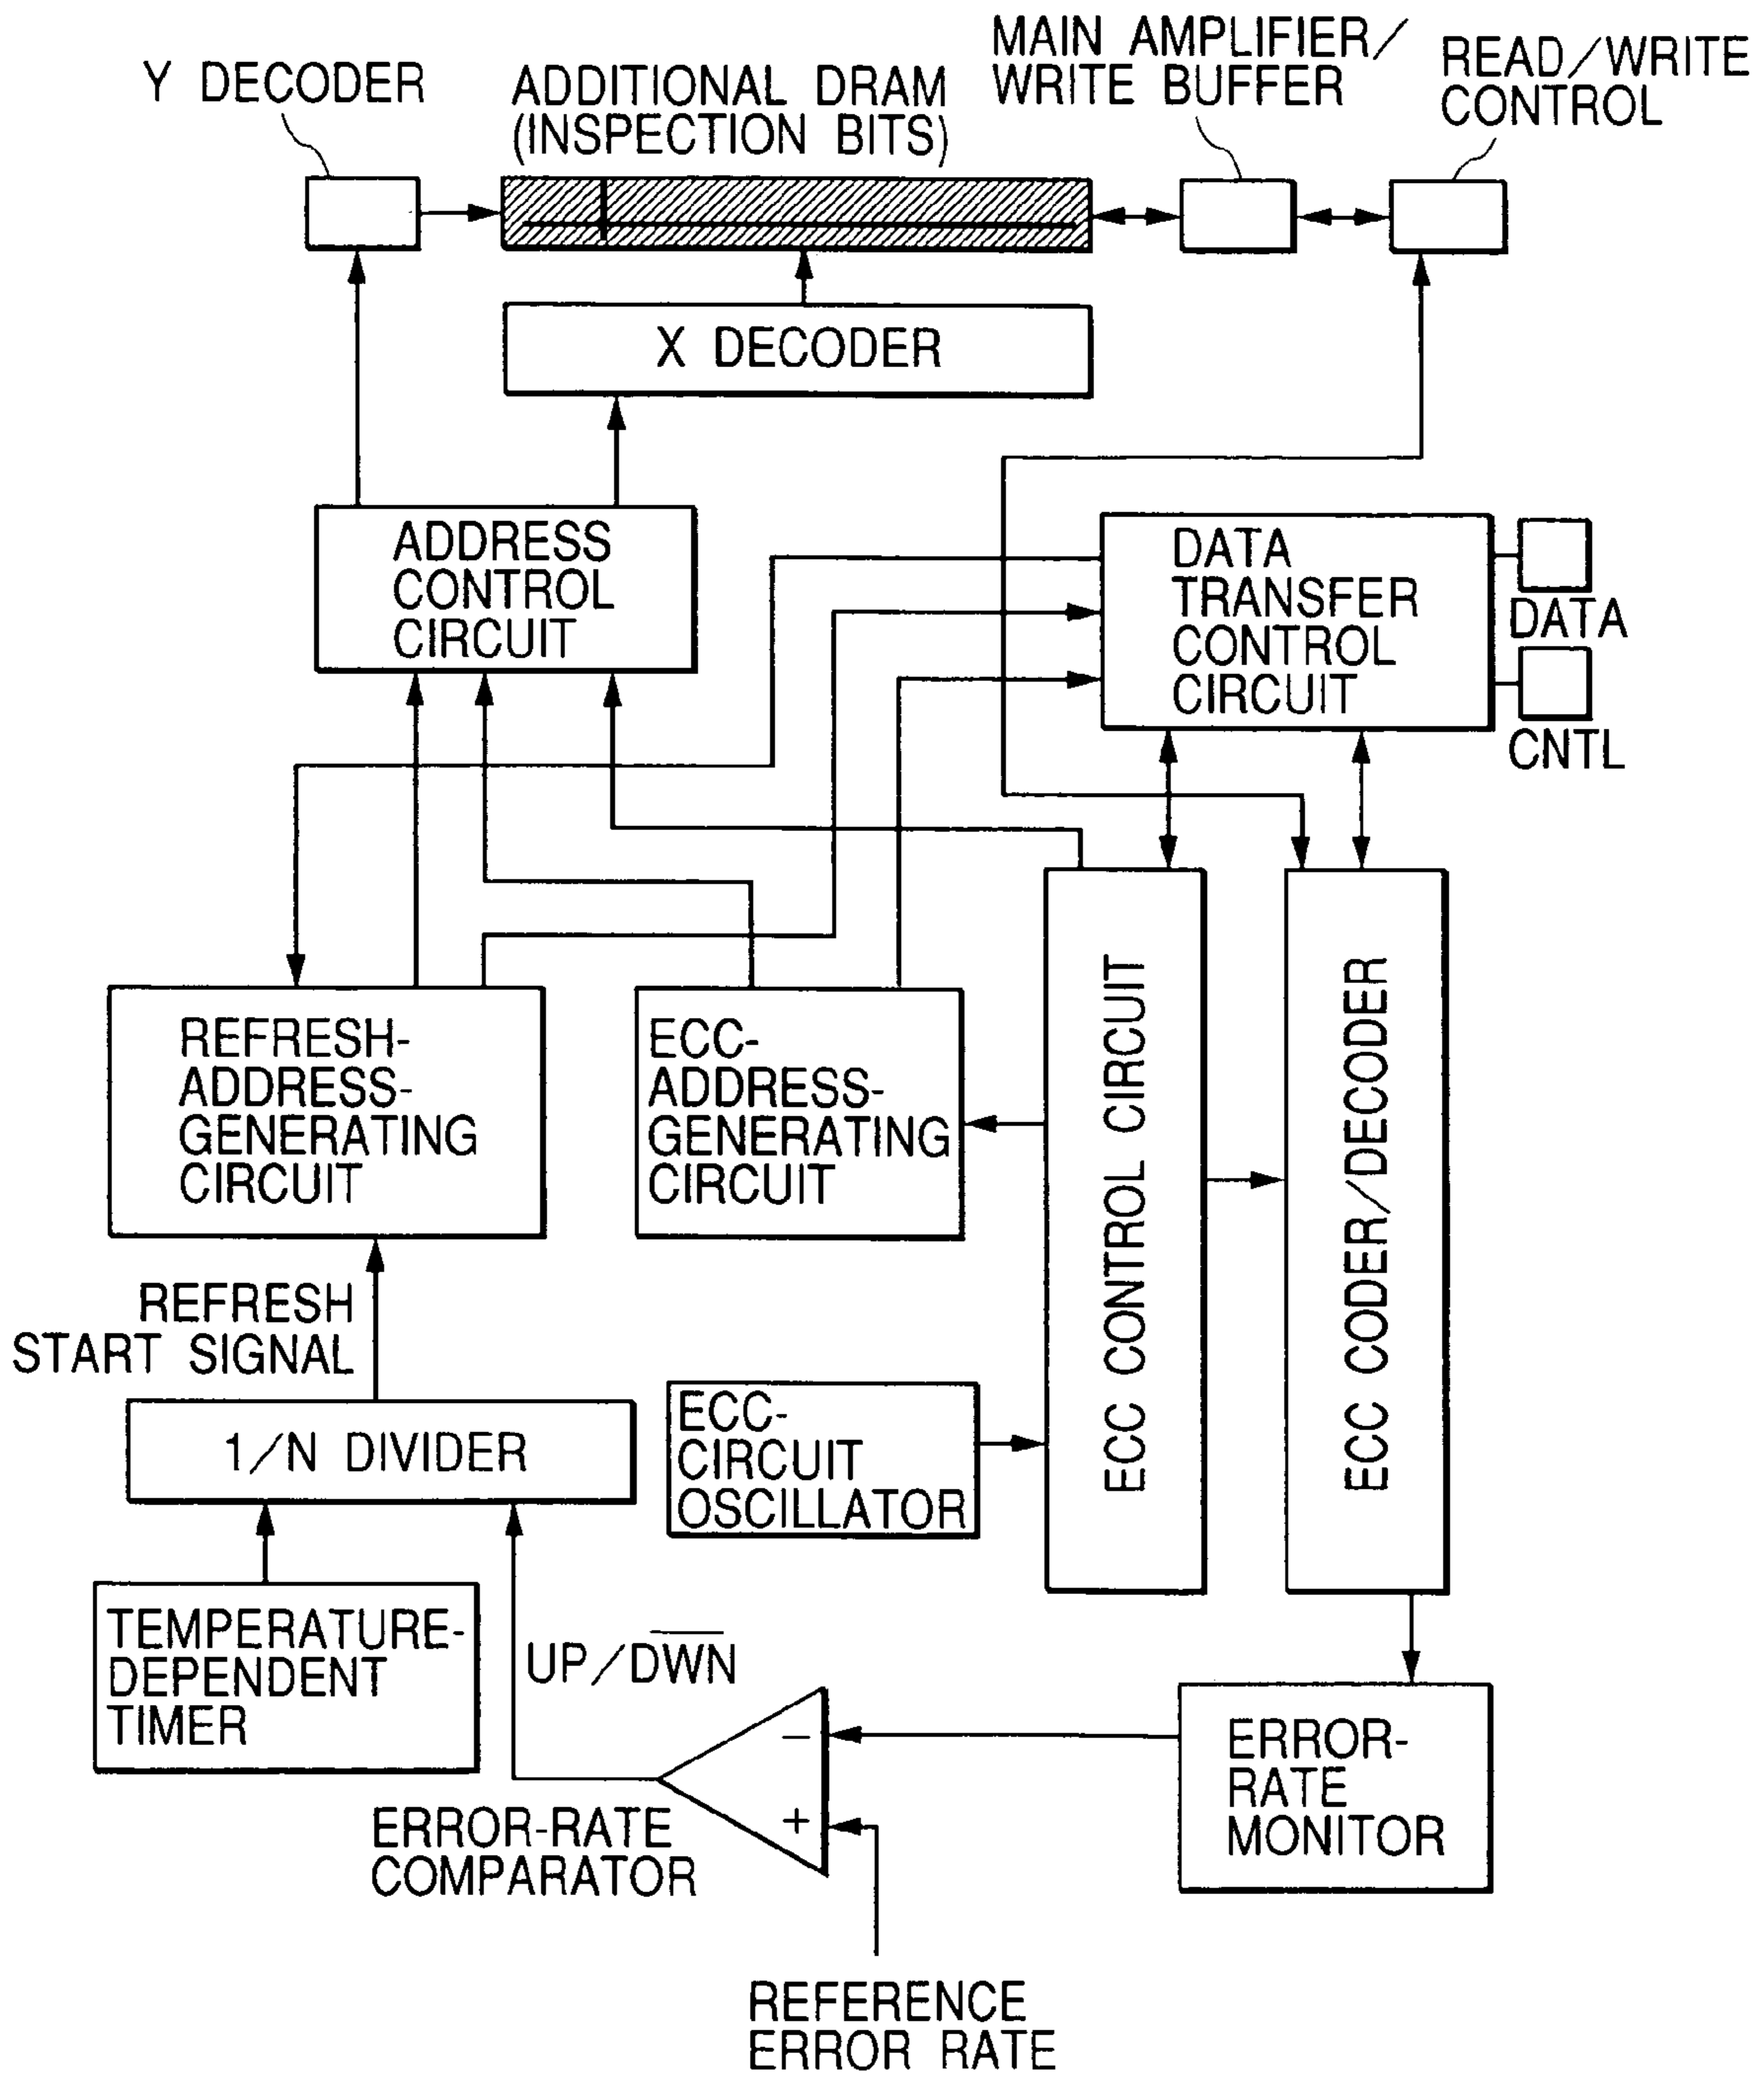 Y DECODER
ADDITIONAL DRAM
(INSPECTION BITS)
MAIN AMPLIFIER/
WRITE BUFFER
READ/WRITE
CONTROL
X DECODER
ADDRESS
CONTROL
CIRCUIT
DATA
TRANSFER
CONTROL
CIRCUIT
DATA
CNTL
REFRESH-
ADDRESS-
GENERATING
CIRCUIT
ECC-
ADDRESS-
GENERATING
CIRCUIT
ECC CONTROL CIRCUIT
ECC CODER/DECODER
REFRESH
START SIGNAL
1/N DIVIDER
ECC-
CIRCUIT
OSCILLATOR
TEMPERATURE-
DEPENDENT
TIMER
UP/D̅W̅N̅
−
+
ERROR-RATE
COMPARATOR
ERROR-
RATE
MONITOR
REFERENCE
ERROR RATE